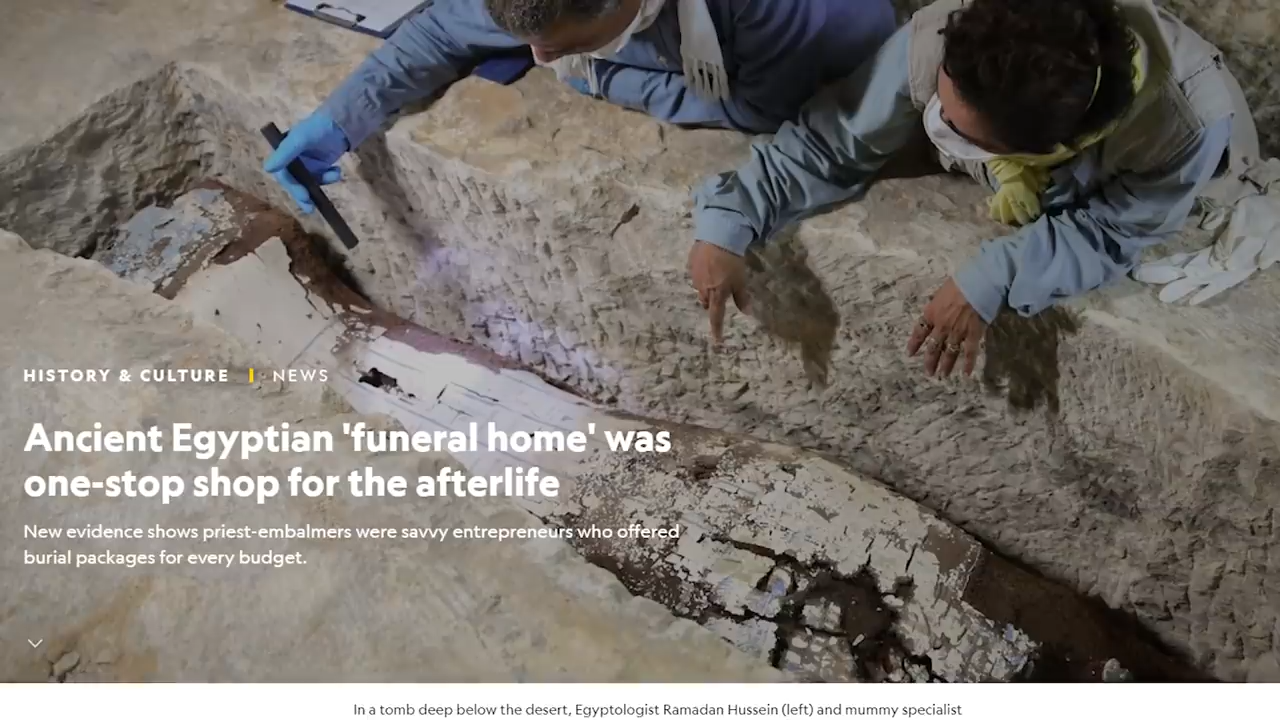 HISTORY & CULTURE | NEWS
Ancient Egyptian 'funeral home' was
one-stop shop for the afterlife
New evidence shows priest-embalmers were savvy entrepreneurs who offered
burial packages for every budget.
In a tomb deep below the desert, Egyptologist Ramadan Hussein (left) and mummy specialist